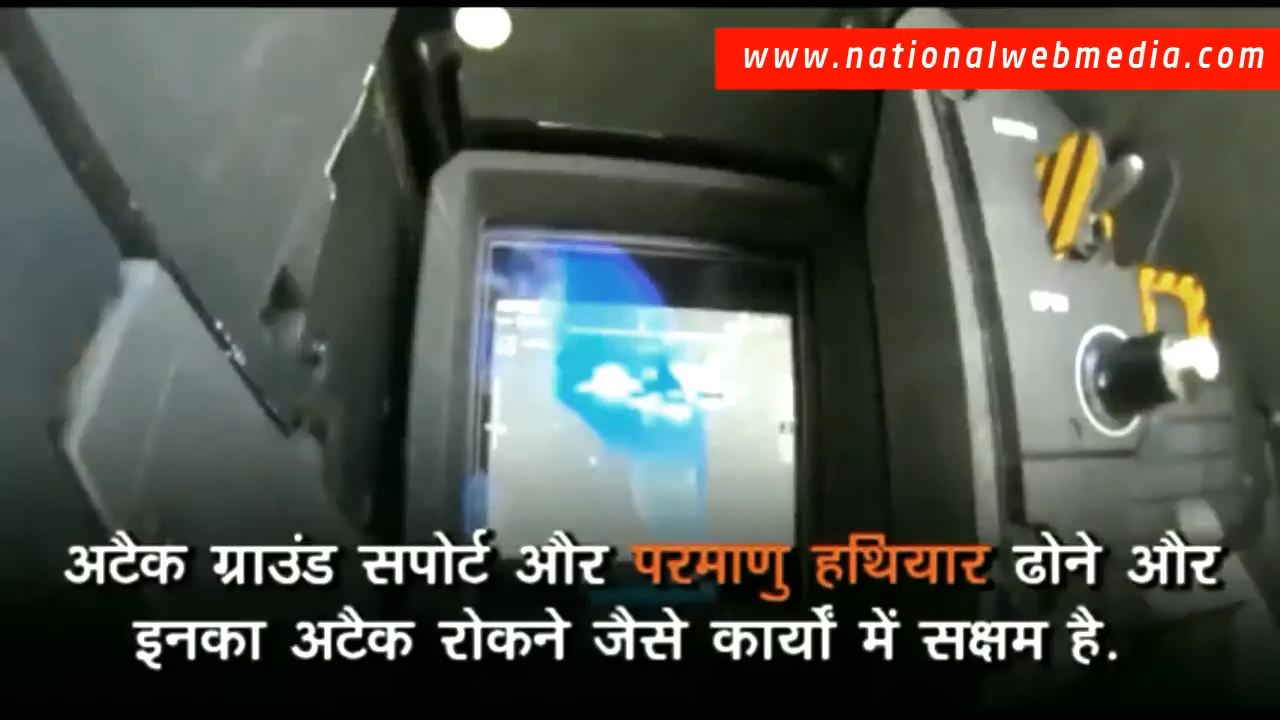 www.nationalwebmedia.com
अटैक ग्राउंड सपोर्ट और परमाणु हथियार ढोने और
इनका अटैक रोकने जैसे कार्यों में सक्षम है.